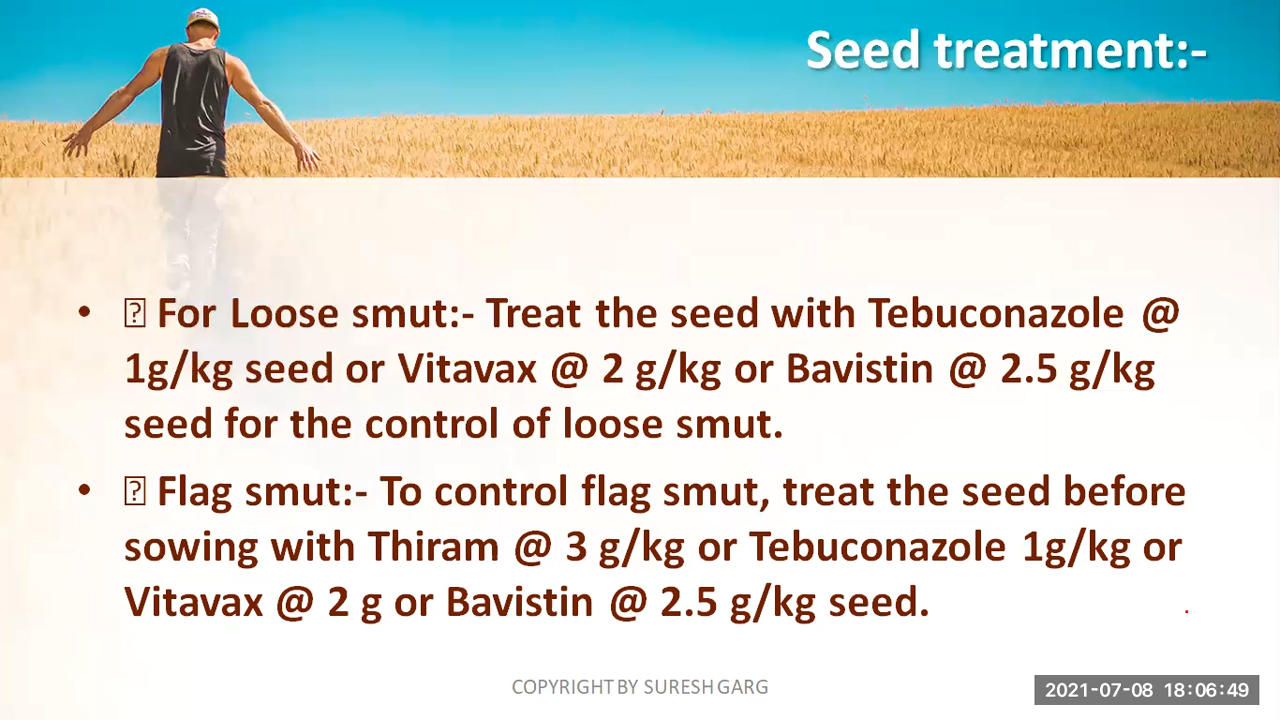 Seed treatment:-
• For Loose smut:- Treat the seed with Tebuconazole @
1g/kg seed or Vitavax @ 2 g/kg or Bavistin @ 2.5 g/kg
seed for the control of loose smut.
• Flag smut:- To control flag smut, treat the seed before
sowing with Thiram @ 3 g/kg or Tebuconazole 1g/kg or
Vitavax @ 2 g or Bavistin @ 2.5 g/kg seed.
COPYRIGHT BY SURESH GARG
2021-07-08 18:06:49